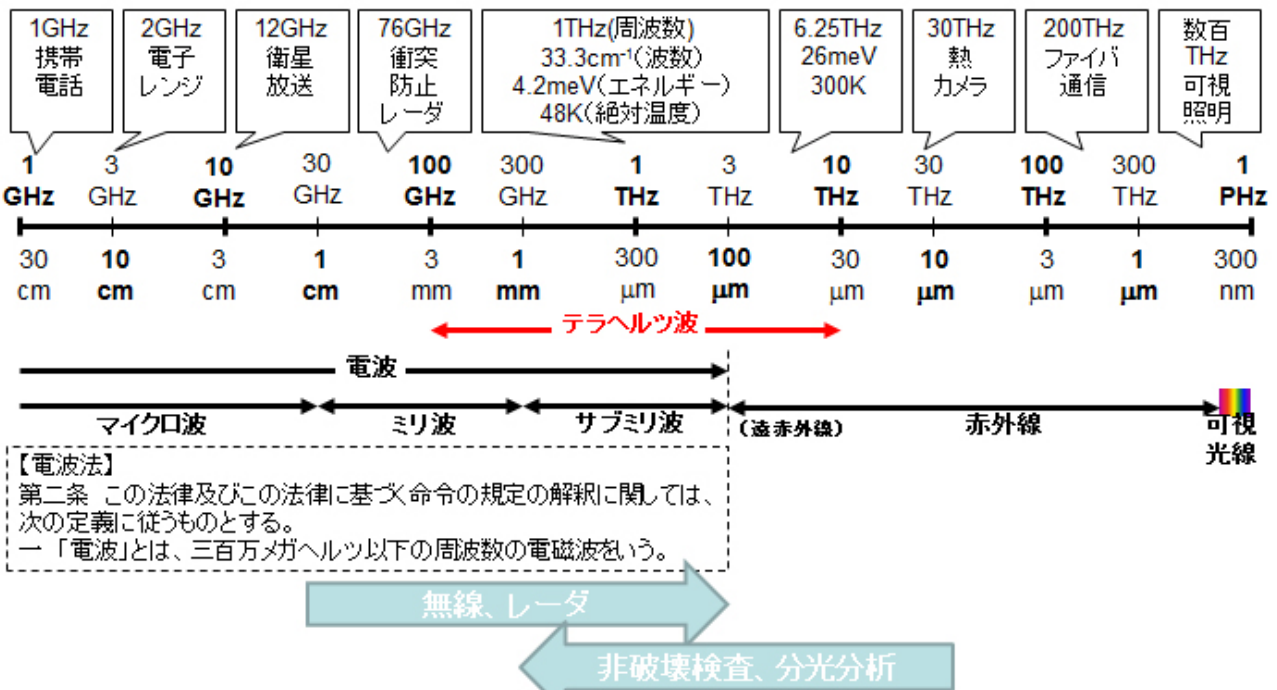 1GHz
携帯
電話
2GHz
電子
レンジ
12GHz
衛星
放送
76GHz
衝突
防止
レーダ
1THz(周波数)
33.3cm⁻¹(波数)
4.2meV(エネルギー)
48K(絶対温度)
6.25THz
26meV
300K
30THz
熱
カメラ
200THz
ファイバ
通信
数百
THz
可視
照明
1 3 10 30 100 300 1 3 10 30 100 300 1
GHz GHz GHz GHz GHz GHz THz THz THz THz THz THz PHz
30 10 3 1 3 1 300 100 30 10 3 1 300
cm cm cm cm mm mm μm μm μm μm μm μm nm
テラヘルツ波
電波
マイクロ波 ミリ波 サブミリ波 (遠赤外線) 赤外線 可視
光線
【電波法】
第二条 この法律及びこの法律に基づく命令の規定の解釈に関しては、
次の定義に従うものとする。
一 「電波」とは、三百万メガヘルツ以下の周波数の電磁波をいう。
無線、レーダ
非破壊検査、分光分析